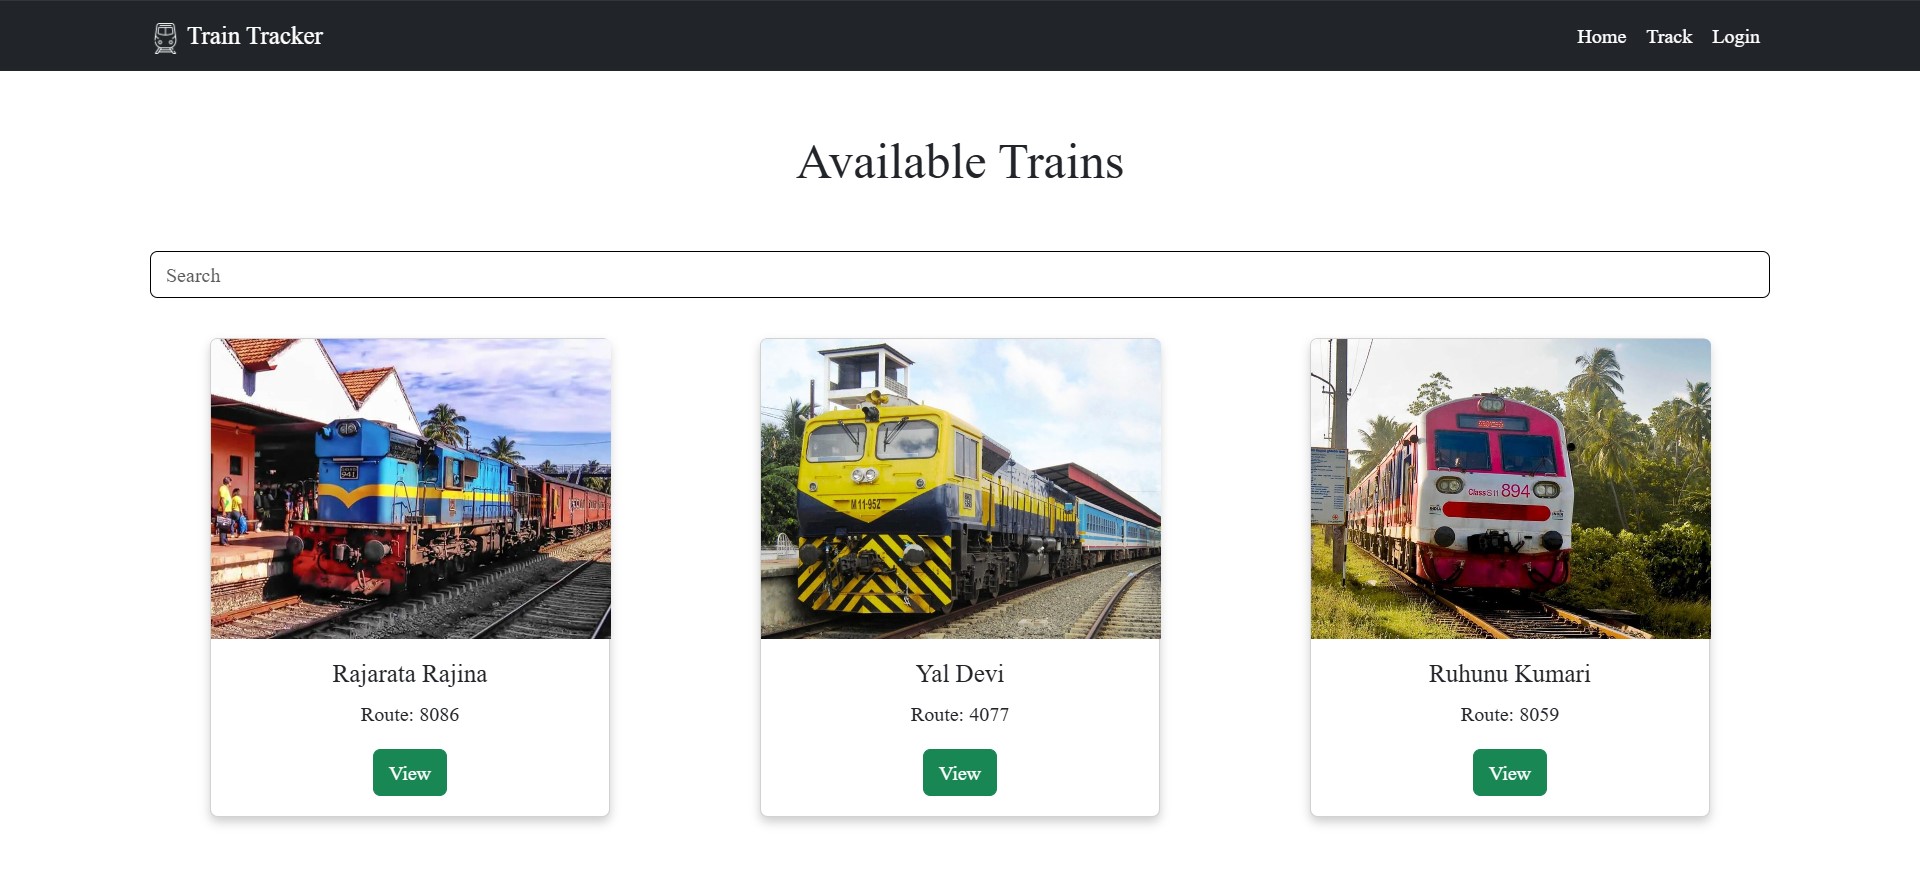 Train Tracker
Home Track Login
Available Trains
Search
941
M 11-952
Class S11 894
Rajarata Rajina
Yal Devi
Ruhunu Kumari
Route: 8086
Route: 4077
Route: 8059
View
View
View